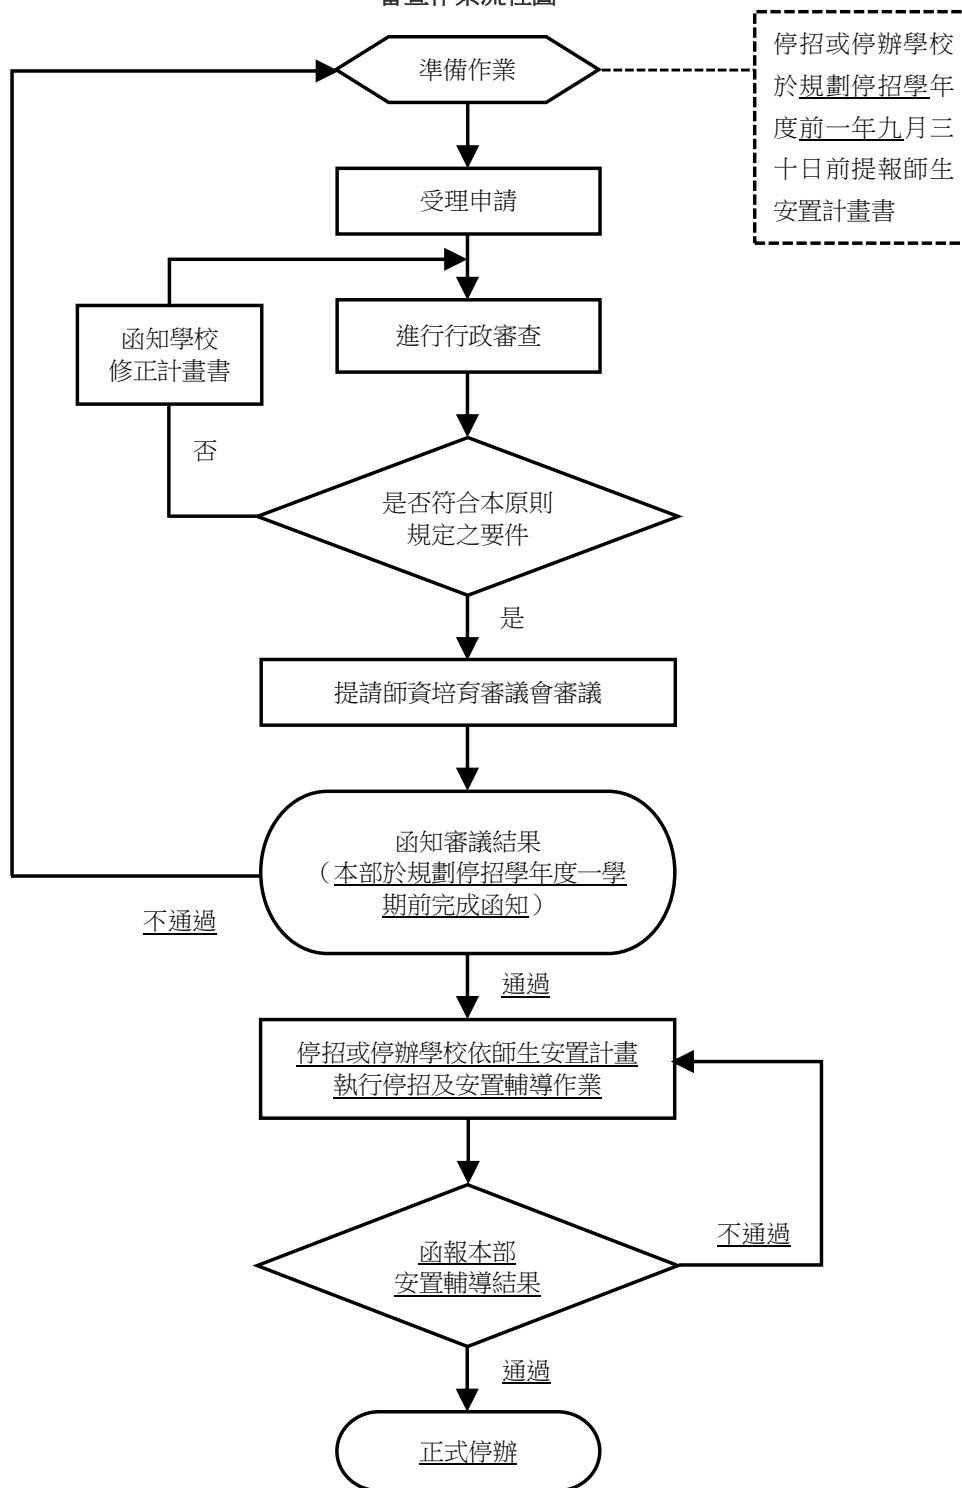 準備作業
停招或停辦學校
於規劃停招學年
度前一年九月三
十日前提報師生
安置計畫書
受理申請
進行行政審查
函知學校
修正計畫書
否
是否符合本原則
規定之要件
是
提請師資培育審議會審議
函知審議結果
（本部於規劃停招學年度一學
期前完成函知）
不通過
通過
停招或停辦學校依師生安置計畫
執行停招及安置輔導作業
不通過
函報本部
安置輔導結果
通過
正式停辦